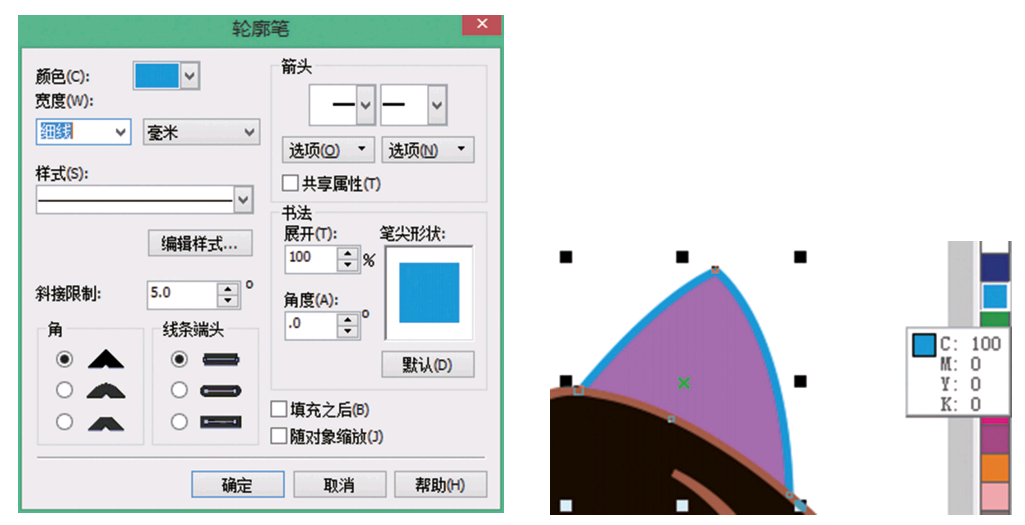 轮廓笔
颜色(C):
宽度(W):
细线
毫米
样式(S):
编辑样式...
斜接限制:
5.0
°
角
线条端头
箭头
选项(O)
选项(N)
共享属性(T)
书法
展开(T):
笔尖形状:
100
%
角度(A):
.0
°
默认(D)
填充之后(B)
随对象缩放(J)
确定
取消
帮助(H)
C: 100
M: 0
Y: 0
K: 0